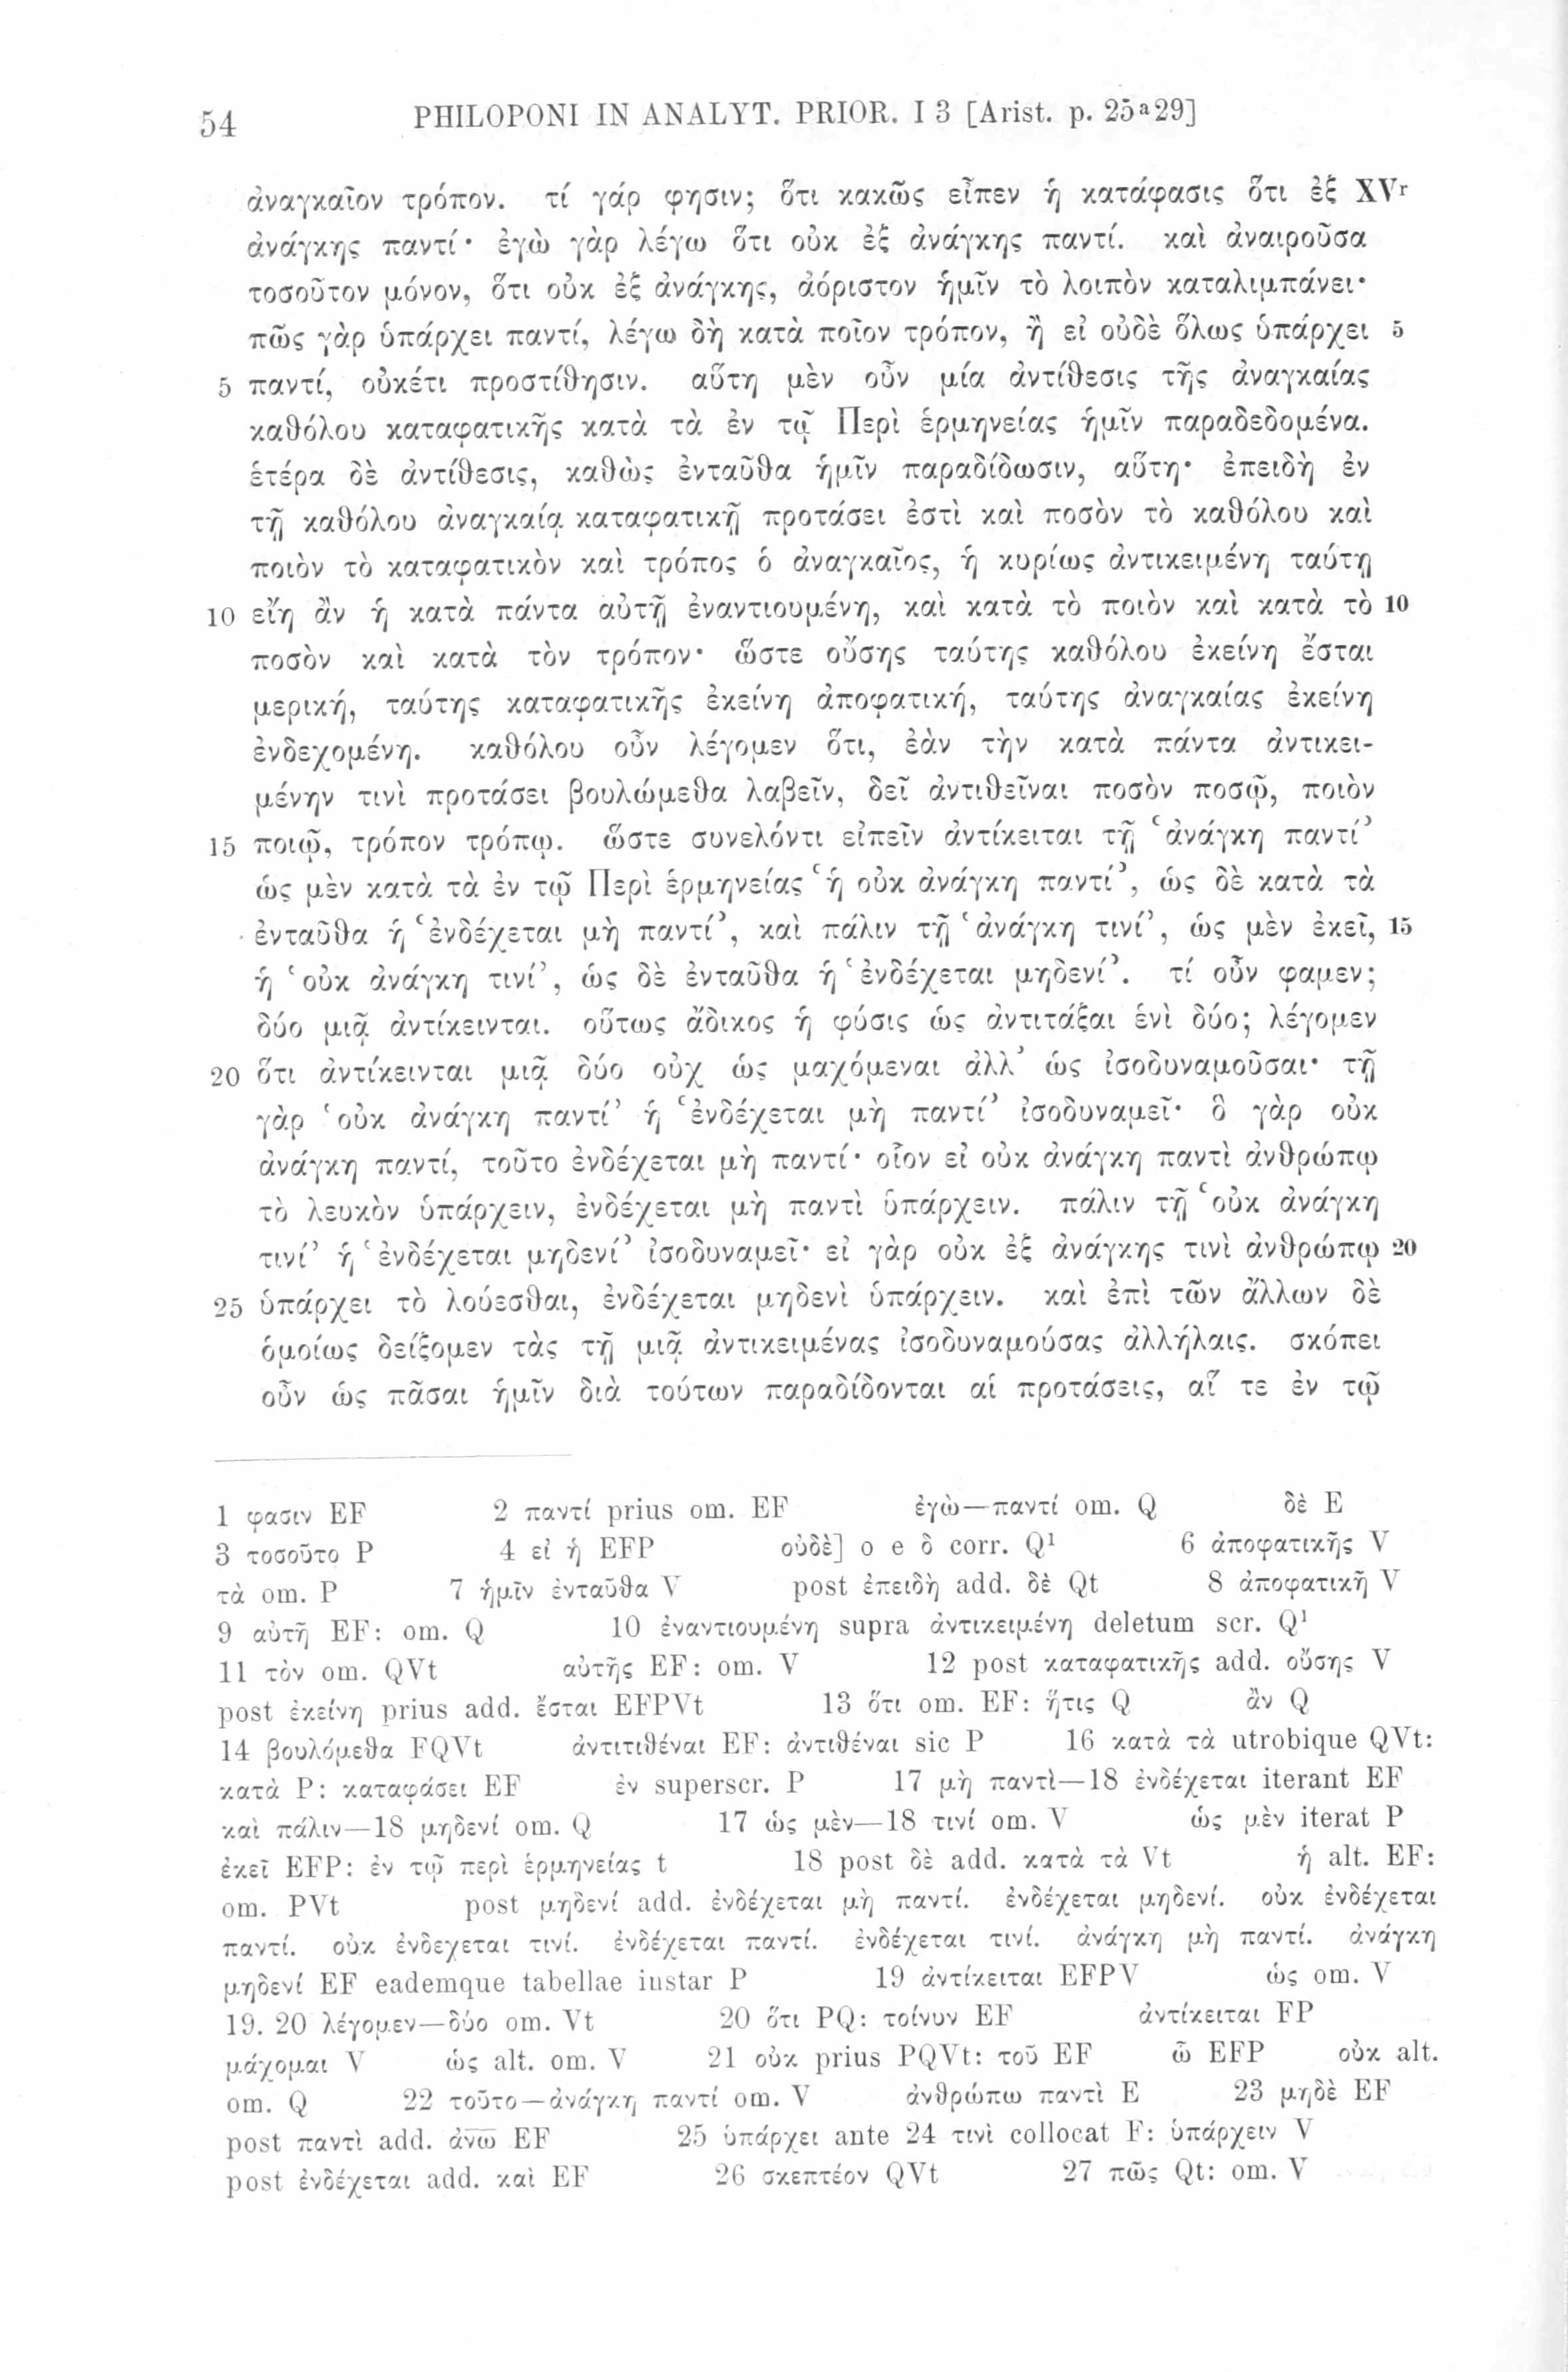 54 PHILOPONI IN ANALYT. PRIOR. I 3 [Arist. p. 25ᵃ29]
ἀναγκαῖον τρόπον. τί γάρ φησιν; ὅτι κακῶς εἶπεν ἡ κατάφασις ὅτι ἐξ XVʳ
ἀνάγκης παντί· ἐγὼ γὰρ λέγω ὅτι οὐκ ἐξ ἀνάγκης παντί. καὶ ἀναιροῦσα
τοσοῦτον μόνον, ὅτι οὐκ ἐξ ἀνάγκης, ἀόριστον ἡμῖν τὸ λοιπὸν καταλιμπάνει·
πῶς γὰρ ὑπάρχει παντί, λέγω δὴ κατὰ ποῖον τρόπον, ἢ εἰ οὐδὲ ὅλως ὑπάρχει 5
5 παντί, οὐκέτι προστίθησιν. αὕτη μὲν οὖν μία ἀντίθεσις τῆς ἀναγκαίας
καθόλου καταφατικῆς κατὰ τὰ ἐν τῷ Περὶ ἑρμηνείας ἡμῖν παραδεδομένα.
ἑτέρα δὲ ἀντίθεσις, καθὼς ἐνταῦθα ἡμῖν παραδίδωσιν, αὕτη· ἐπειδὴ ἐν
τῇ καθόλου ἀναγκαίᾳ καταφατικῇ προτάσει ἐστὶ καὶ ποσὸν τὸ καθόλου καὶ
ποιὸν τὸ καταφατικὸν καὶ τρόπος ὁ ἀναγκαῖος, ἡ κυρίως ἀντικειμένη ταύτῃ
10 εἴη ἂν ἡ κατὰ πάντα αὐτῇ ἐναντιουμένη, καὶ κατὰ τὸ ποιὸν καὶ κατὰ τὸ 10
ποσὸν καὶ κατὰ τὸν τρόπον· ὥστε οὔσης ταύτης καθόλου ἐκείνη ἔσται
μερική, ταύτης καταφατικῆς ἐκείνη ἀποφατική, ταύτης ἀναγκαίας ἐκείνη
ἐνδεχομένη. καθόλου οὖν λέγομεν ὅτι, ἐὰν τὴν κατὰ πάντα ἀντικει-
μένην τινὶ προτάσει βουλώμεθα λαβεῖν, δεῖ ἀντιθεῖναι ποσὸν ποσῷ, ποιὸν
15 ποιῷ, τρόπον τρόπῳ. ὥστε συνελόντι εἰπεῖν ἀντίκειται τῇ ‘ἀνάγκη παντί’
ὡς μὲν κατὰ τὰ ἐν τῷ Περὶ ἑρμηνείας ‘ἡ οὐκ ἀνάγκη παντί’, ὡς δὲ κατὰ τὰ
ἐνταῦθα ἡ ‘ἐνδέχεται μὴ παντί’, καὶ πάλιν τῇ ‘ἀνάγκη τινί’, ὡς μὲν ἐκεῖ, 15
ἡ ‘οὐκ ἀνάγκη τινί’, ὡς δὲ ἐνταῦθα ἡ ‘ἐνδέχεται μηδενί’. τί οὖν φαμεν;
δύο μιᾷ ἀντίκεινται. οὕτως ἄδικος ἡ φύσις ὡς ἀντιτάξαι ἑνὶ δύο; λέγομεν
20 ὅτι ἀντίκεινται μιᾷ δύο οὐχ ὡς μαχόμεναι ἀλλ’ ὡς ἰσοδυναμοῦσαι· τῇ
γὰρ ‘οὐκ ἀνάγκη παντί’ ἡ ‘ἐνδέχεται μὴ παντί’ ἰσοδυναμεῖ· ὃ γὰρ οὐκ
ἀνάγκη παντί, τοῦτο ἐνδέχεται μὴ παντί· οἷον εἰ οὐκ ἀνάγκη παντὶ ἀνθρώπῳ
τὸ λευκὸν ὑπάρχειν, ἐνδέχεται μὴ παντὶ ὑπάρχειν. πάλιν τῇ ‘οὐκ ἀνάγκη
τινί’ ἡ ‘ἐνδέχεται μηδενί’ ἰσοδυναμεῖ· εἰ γὰρ οὐκ ἐξ ἀνάγκης τινὶ ἀνθρώπῳ 20
25 ὑπάρχει τὸ λούεσθαι, ἐνδέχεται μηδενὶ ὑπάρχειν. καὶ ἐπὶ τῶν ἄλλων δὲ
ὁμοίως δείξομεν τὰς τῇ μιᾷ ἀντικειμένας ἰσοδυναμούσας ἀλλήλαις. σκόπει
οὖν ὡς πᾶσαι ἡμῖν διὰ τούτων παραδίδονται αἱ προτάσεις, αἵ τε ἐν τῷ
1 φασιν EF 2 παντί prius om. EF ἐγὼ—παντί om. Q δὲ E
3 τοσοῦτο P 4 εἰ ἡ EFP οὐδὲ] ο e ὃ corr. Q¹ 6 ἀποφατικῆς V
τὰ om. P 7 ἡμῖν ἐνταῦθα V post ἐπειδὴ add. δὲ Qt 8 ἀποφατικῇ V
9 αὐτῇ EF: om. Q 10 ἐναντιουμένη supra ἀντικειμένη deletum scr. Q¹
11 τὸν om. QVt αὐτῆς EF: om. V 12 post καταφατικῆς add. οὔσης V
post ἐκείνη prius add. ἔσται EFPVt 13 ὅτι om. EF: ἥτις Q ἂν Q
14 βουλόμεθα FQVt ἀντιτιθέναι EF: ἀντιθέναι sic P 16 κατὰ τὰ utrobique QVt:
κατὰ P: καταφάσει EF ἐν superscr. P 17 μὴ παντὶ—18 ἐνδέχεται iterant EF
καὶ πάλιν—18 μηδενί om. Q 17 ὡς μὲν—18 τινί om. V ὡς μὲν iterat P
ἐκεῖ EFP: ἐν τῷ περὶ ἑρμηνείας t 18 post δὲ add. κατὰ τὰ Vt ἡ alt. EF:
om. PVt post μηδενί add. ἐνδέχεται μὴ παντί. ἐνδέχεται μηδενί. οὐκ ἐνδέχεται
παντί. οὐκ ἐνδεχεται τινί. ἐνδέχεται παντί. ἐνδέχεται τινί. ἀνάγκη μὴ παντί. ἀνάγκη
μηδενί EF eademque tabellae instar P 19 ἀντίκειται EFPV ὡς om. V
19. 20 λέγομεν—δύο om. Vt 20 ὅτι PQ: τοίνυν EF ἀντίκειται FP
μάχομαι V ὡς alt. om. V 21 οὐκ prius PQVt: τοῦ EF ᾧ EFP οὐκ alt.
om. Q 22 τοῦτο—ἀνάγκη παντί om. V ἀνθρώπω παντὶ E 23 μηδὲ EF
post παντὶ add. ἀνῶ EF 25 ὑπάρχει ante 24 τινὶ collocat F: ὑπάρχειν V
post ἐνδέχεται add. καὶ EF 26 σκεπτέον QVt 27 πῶς Qt: om. V